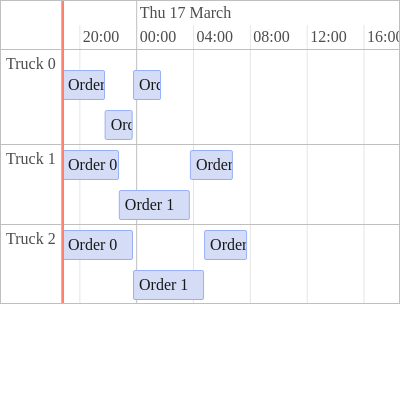 Thu 17 March
20:00 00:00 04:00 08:00 12:00 16:00
Truck 0
Order
Truck 1
Order 0 Order
Order 1
Truck 2
Order 0 Order
Order 1